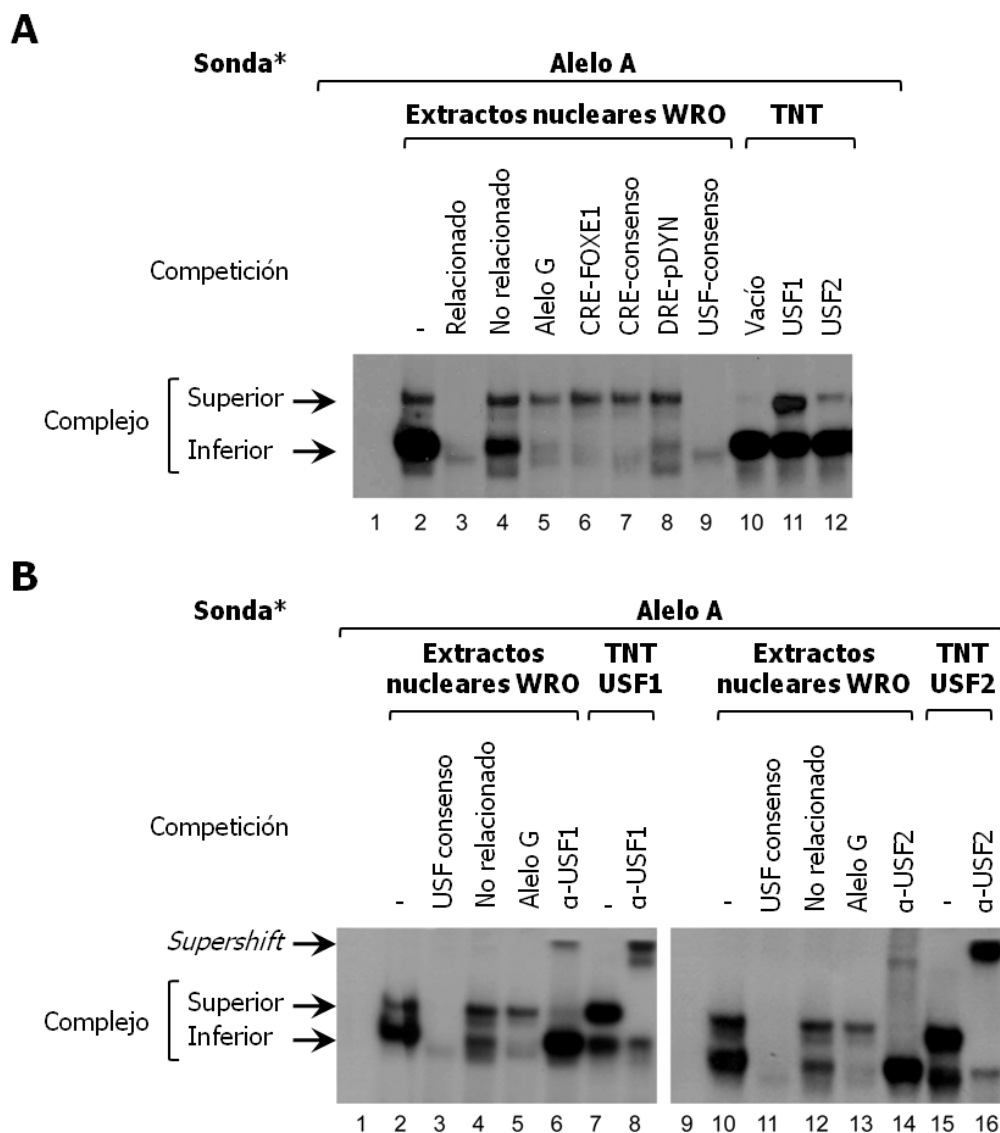 A
Sonda*
Alelo A
Extractos nucleares WRO
TNT
Competición
-
Relacionado
No relacionado
Alelo G
CRE-FOXE1
CRE-consenso
DRE-pDYN
USF-consenso
Vacío
USF1
USF2
Complejo
Superior
Inferior
1 2 3 4 5 6 7 8 9 10 11 12
B
Sonda*
Alelo A
Extractos
nucleares WRO
TNT
USF1
Extractos
nucleares WRO
TNT
USF2
Competición
-
USF consenso
No relacionado
Alelo G
α-USF1
-
α-USF1
-
USF consenso
No relacionado
Alelo G
α-USF2
-
α-USF2
Supershift
Complejo
Superior
Inferior
1 2 3 4 5 6 7 8 9 10 11 12 13 14 15 16